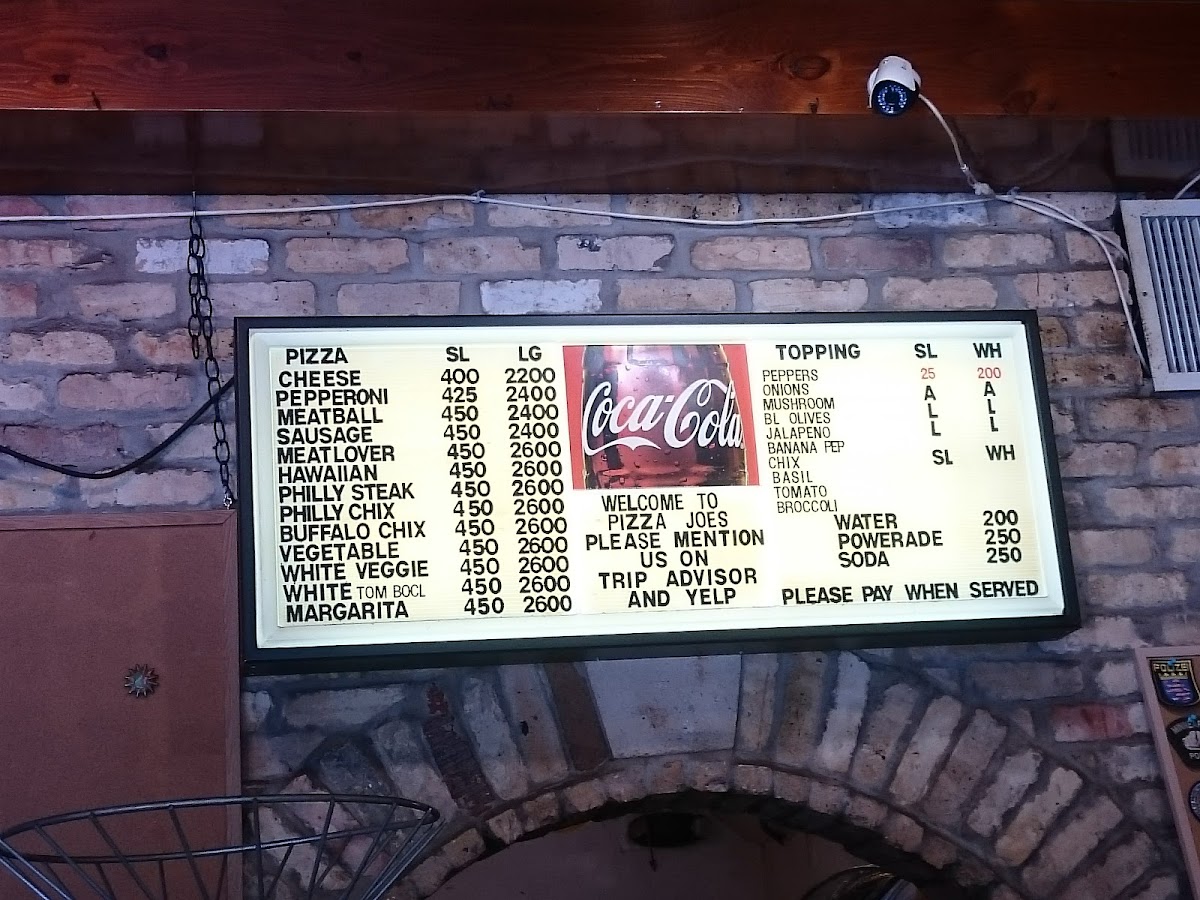 PIZZA SL LG
CHEESE 400 2200
PEPPERONI 425 2400
MEATBALL 450 2400
SAUSAGE 450 2400
MEATLOVER 450 2600
HAWAIIAN 450 2600
PHILLY STEAK 450 2600
PHILLY CHIX 450 2600
BUFFALO CHIX 450 2600
VEGETABLE 450 2600
WHITE VEGGIE 450 2600
WHITE TOM BOCL 450 2600
MARGARITA 450 2600
Coca-Cola
WELCOME TO
PIZZA JOES
PLEASE MENTION
US ON
TRIP ADVISOR
AND YELP
TOPPING SL WH
PEPPERS 25 200
ONIONS A A
MUSHROOM L L
BL OLIVES L L
JALAPENO
BANANA PEP SL WH
CHIX
BASIL
TOMATO
BROCCOLI
WATER 200
POWERADE 250
SODA 250
PLEASE PAY WHEN SERVED
POLIZEI